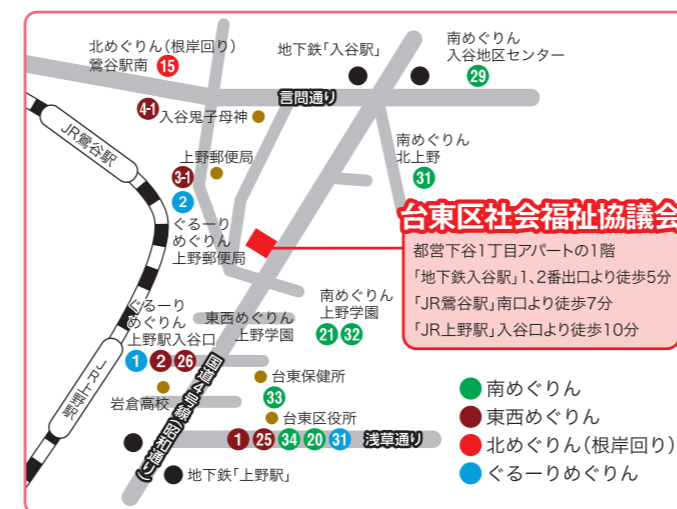 北めぐりん(根岸回り)
鶯谷駅南 15
地下鉄「入谷駅」
南めぐりん
入谷地区センター
29
言問通り
4-1 入谷鬼子母神
JR鶯谷駅
上野郵便局
3-1
2
ぐるーり
めぐりん
上野郵便局
南めぐりん
北上野
31
台東区社会福祉協議会
都営下谷1丁目アパートの1階
「地下鉄入谷駅」1、2番出口より徒歩5分
「JR鶯谷駅」南口より徒歩7分
「JR上野駅」入谷口より徒歩10分
ぐるーり
めぐりん
上野駅入谷口
1 2 26
東西めぐりん
上野学園
南めぐりん
上野学園
21 32
JR上野駅
岩倉高校
国道4号線(昭和通り)
台東保健所
33
台東区役所
1 25 34 20 31
浅草通り
地下鉄「上野駅」
南めぐりん
東西めぐりん
北めぐりん(根岸回り)
ぐるーりめぐりん